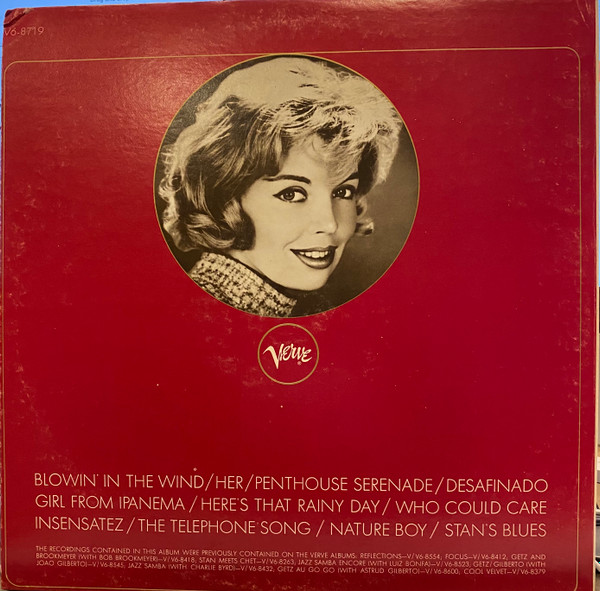 V6-8719
Verve
BLOWIN' IN THE WIND/HER/PENTHOUSE SERENADE/DESAFINADO
GIRL FROM IPANEMA/HERE'S THAT RAINY DAY/WHO COULD CARE
INSENSATEZ/THE TELEPHONE SONG/NATURE BOY/STAN'S BLUES
THE RECORDINGS CONTAINED IN THIS ALBUM WERE PREVIOUSLY CONTAINED ON THE VERVE ALBUMS: REFLECTIONS—V/V6-8554, FOCUS—V/V6-8412, GETZ AND
BROOKMEYER (WITH BOB BROOKMEYER)—V/V6-8418, STAN MEETS CHET—V/V6-8263, JAZZ SAMBA ENCORE (WITH LUIZ BONFA)—V/V6-8523, GETZ/GILBERTO (WITH
JOAO GILBERTO)—V/V6-8545, JAZZ SAMBA (WITH CHARLIE BYRD)—V/V6-8432, GETZ AU GO GO (WITH ASTRUD GILBERTO)—V/V6-8600, COOL VELVET—V/V6-8379